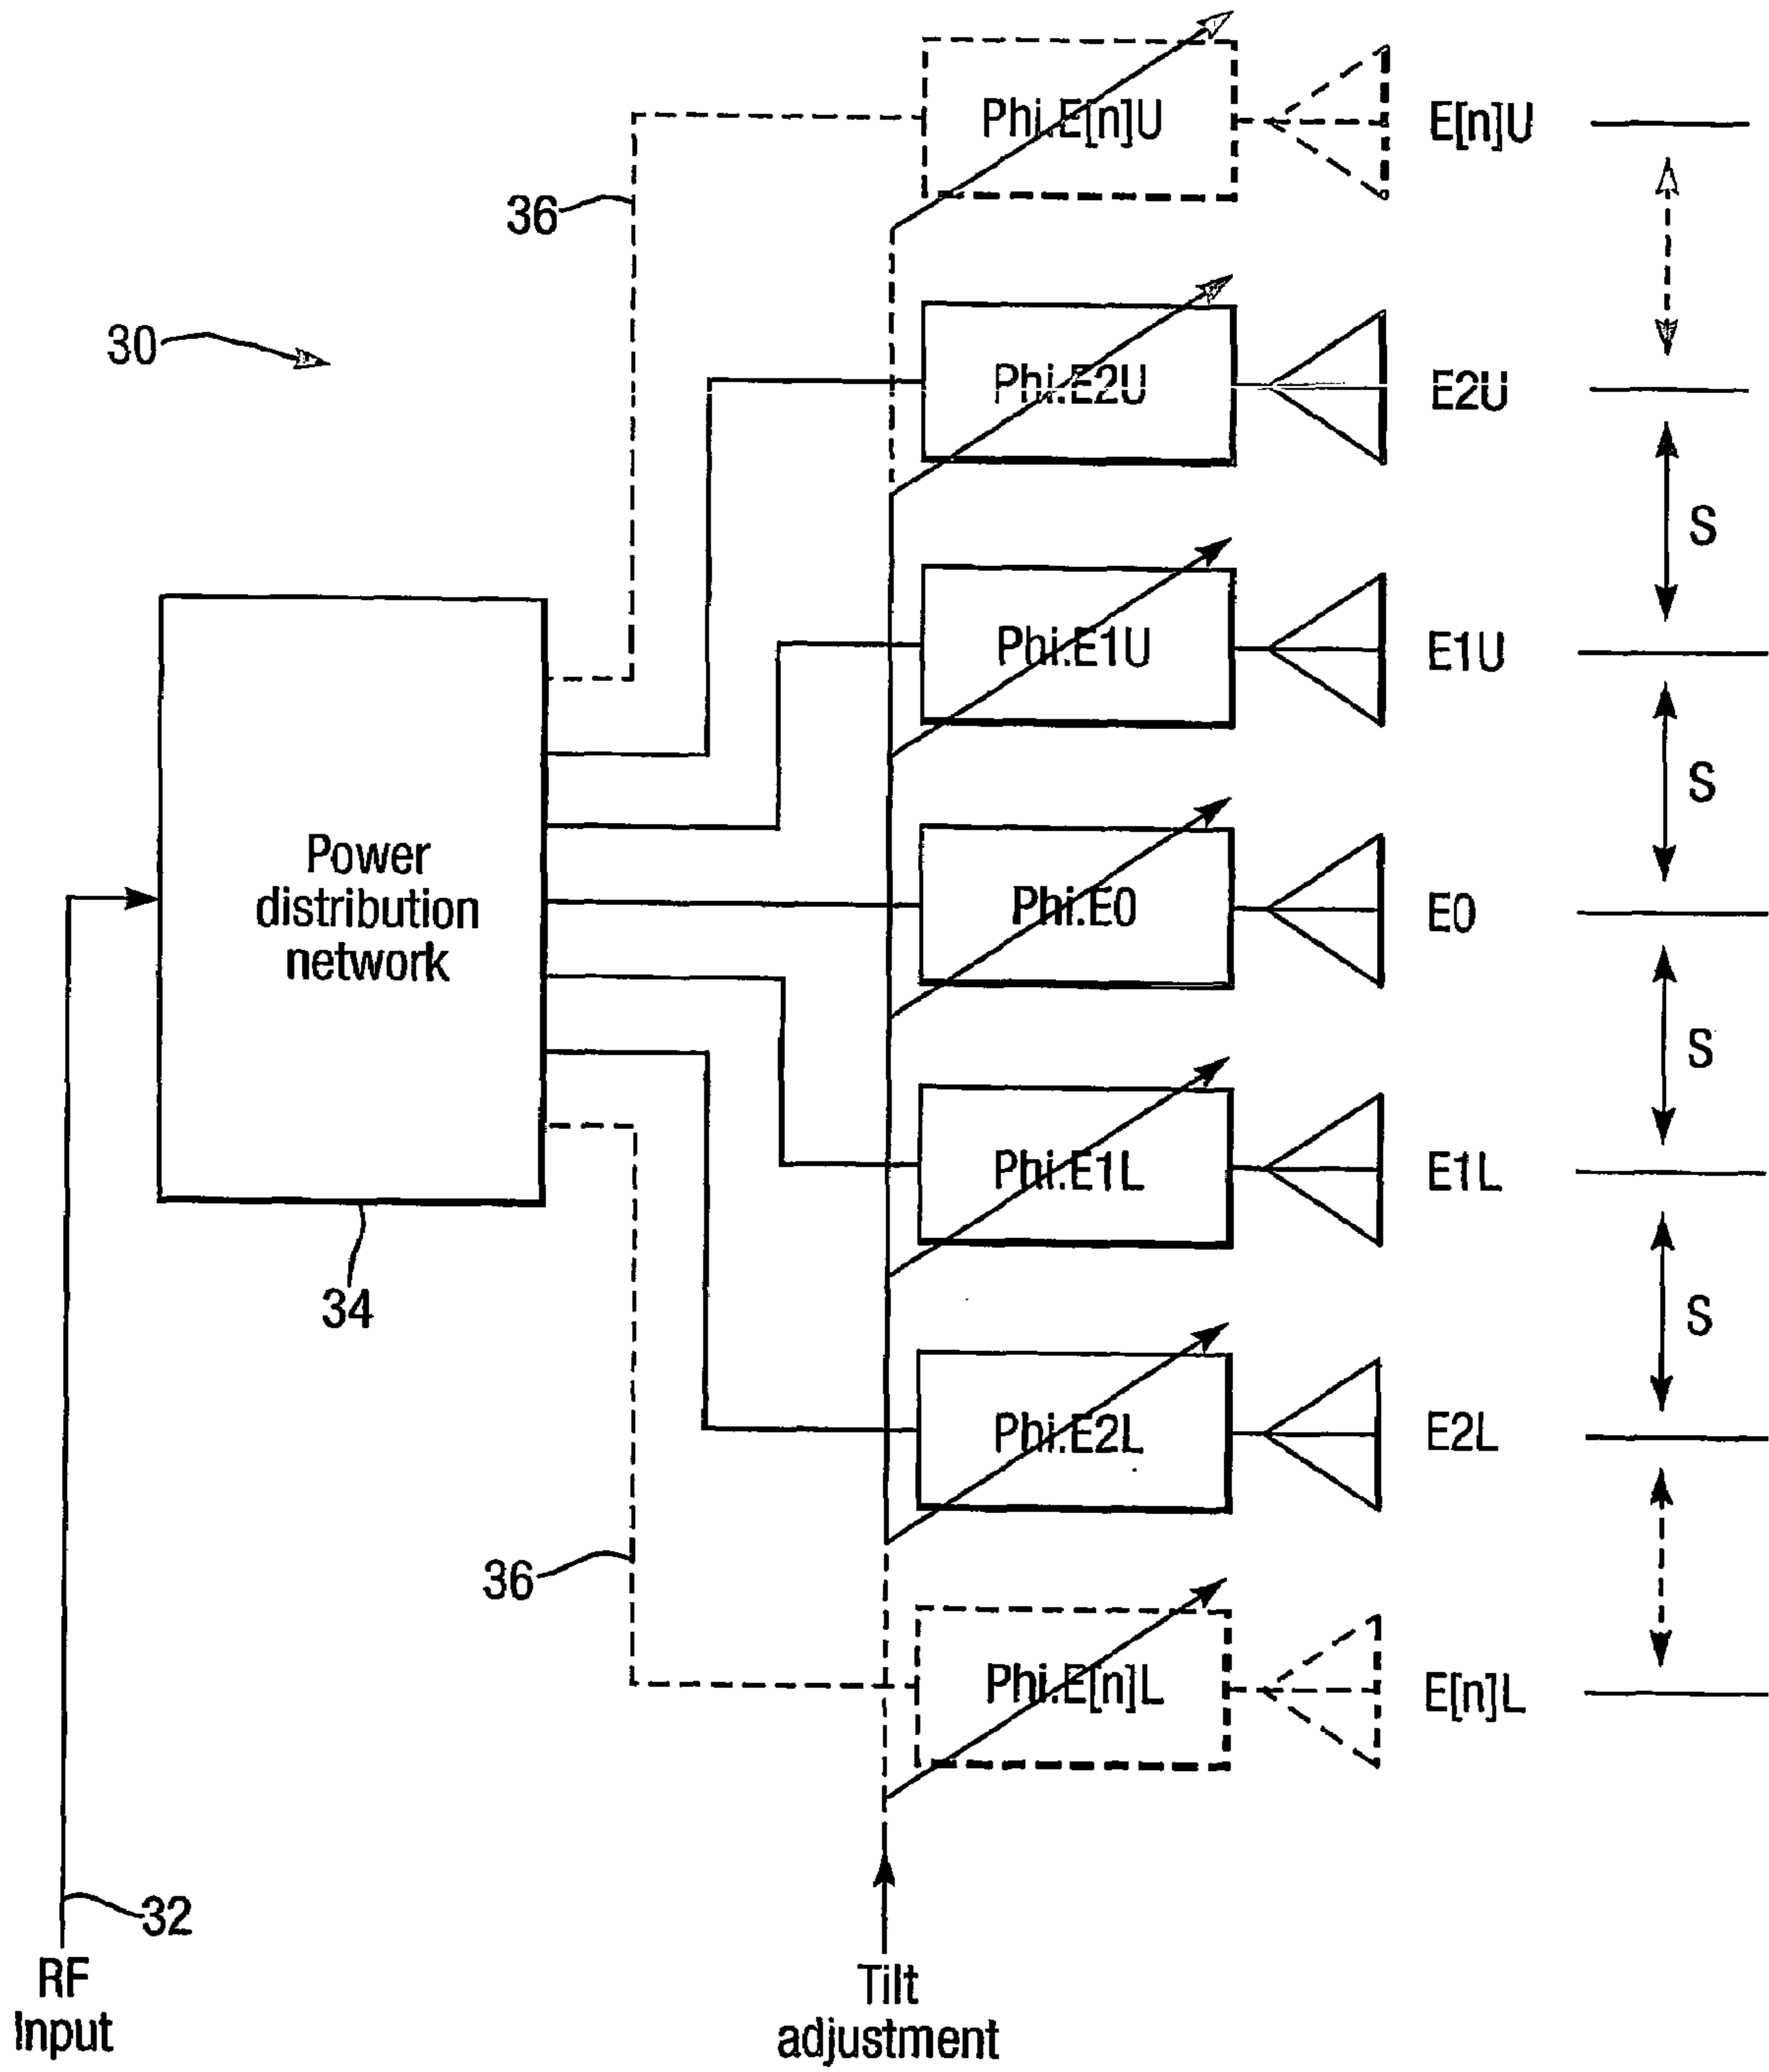 Phi.E[n]U
E[n]U
36
30
Phi.E2U
E2U
S
Phi.E1U
E1U
S
Power
distribution
network
Phi.E0
E0
S
Phi.E1L
E1L
34
S
Phi.E2L
E2L
36
Phi.E[n]L
E[n]L
32
RF
Input
Tilt
adjustment